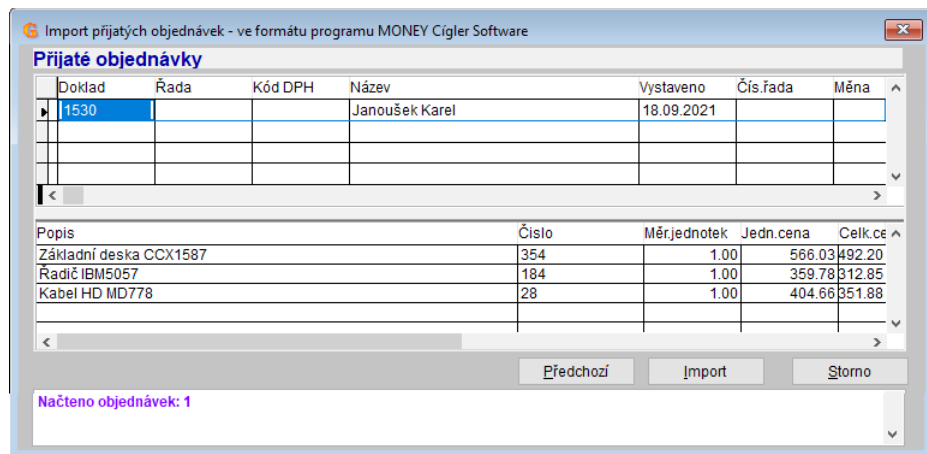 Import přijatých objednávek - ve formátu programu MONEY Cígler Software
Přijaté objednávky
Doklad Řada Kód DPH Název Vystaveno Čís.řada Měna
1530 Janoušek Karel 18.09.2021
Popis Čislo Měr.jednotek Jedn.cena Celk.ce
Základní deska CCX1587 354 1.00 566.03 492.20
Řadič IBM5057 184 1.00 359.78 312.85
Kabel HD MD778 28 1.00 404.66 351.88
Předchozí Import Storno
Načteno objednávek: 1